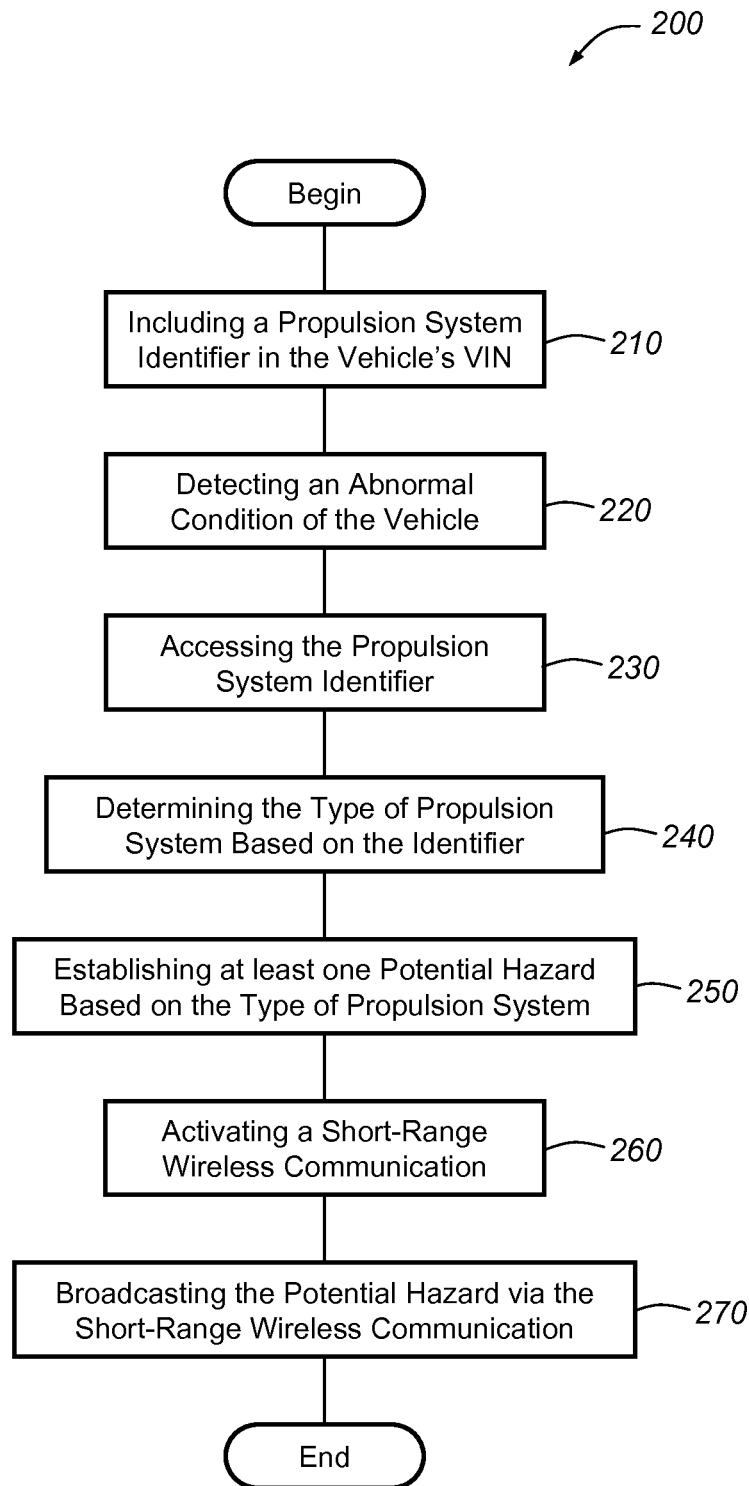 200
Begin
Including a Propulsion System
Identifier in the Vehicle’s VIN
210
Detecting an Abnormal
Condition of the Vehicle
220
Accessing the Propulsion
System Identifier
230
Determining the Type of Propulsion
System Based on the Identifier
240
Establishing at least one Potential Hazard
Based on the Type of Propulsion System
250
Activating a Short-Range
Wireless Communication
260
Broadcasting the Potential Hazard via the
Short-Range Wireless Communication
270
End